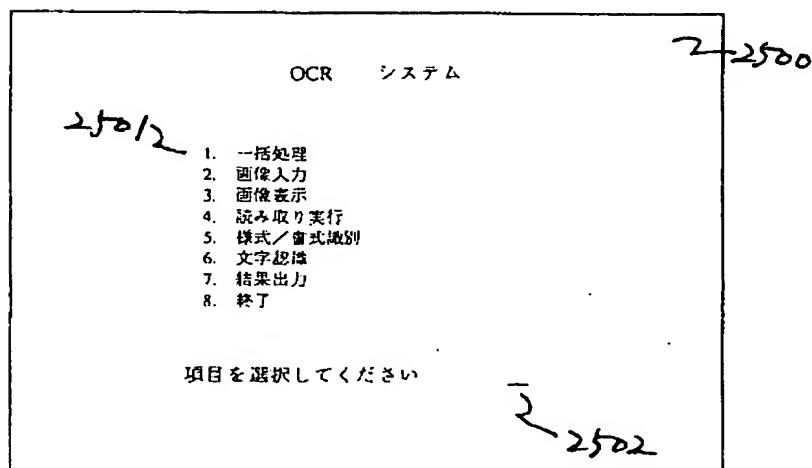 OCR システム
2500
25012
1. 一括処理
2. 画像入力
3. 画像表示
4. 読み取り実行
5. 様式/書式識別
6. 文字認識
7. 結果出力
8. 終了
項目を選択してください
2502